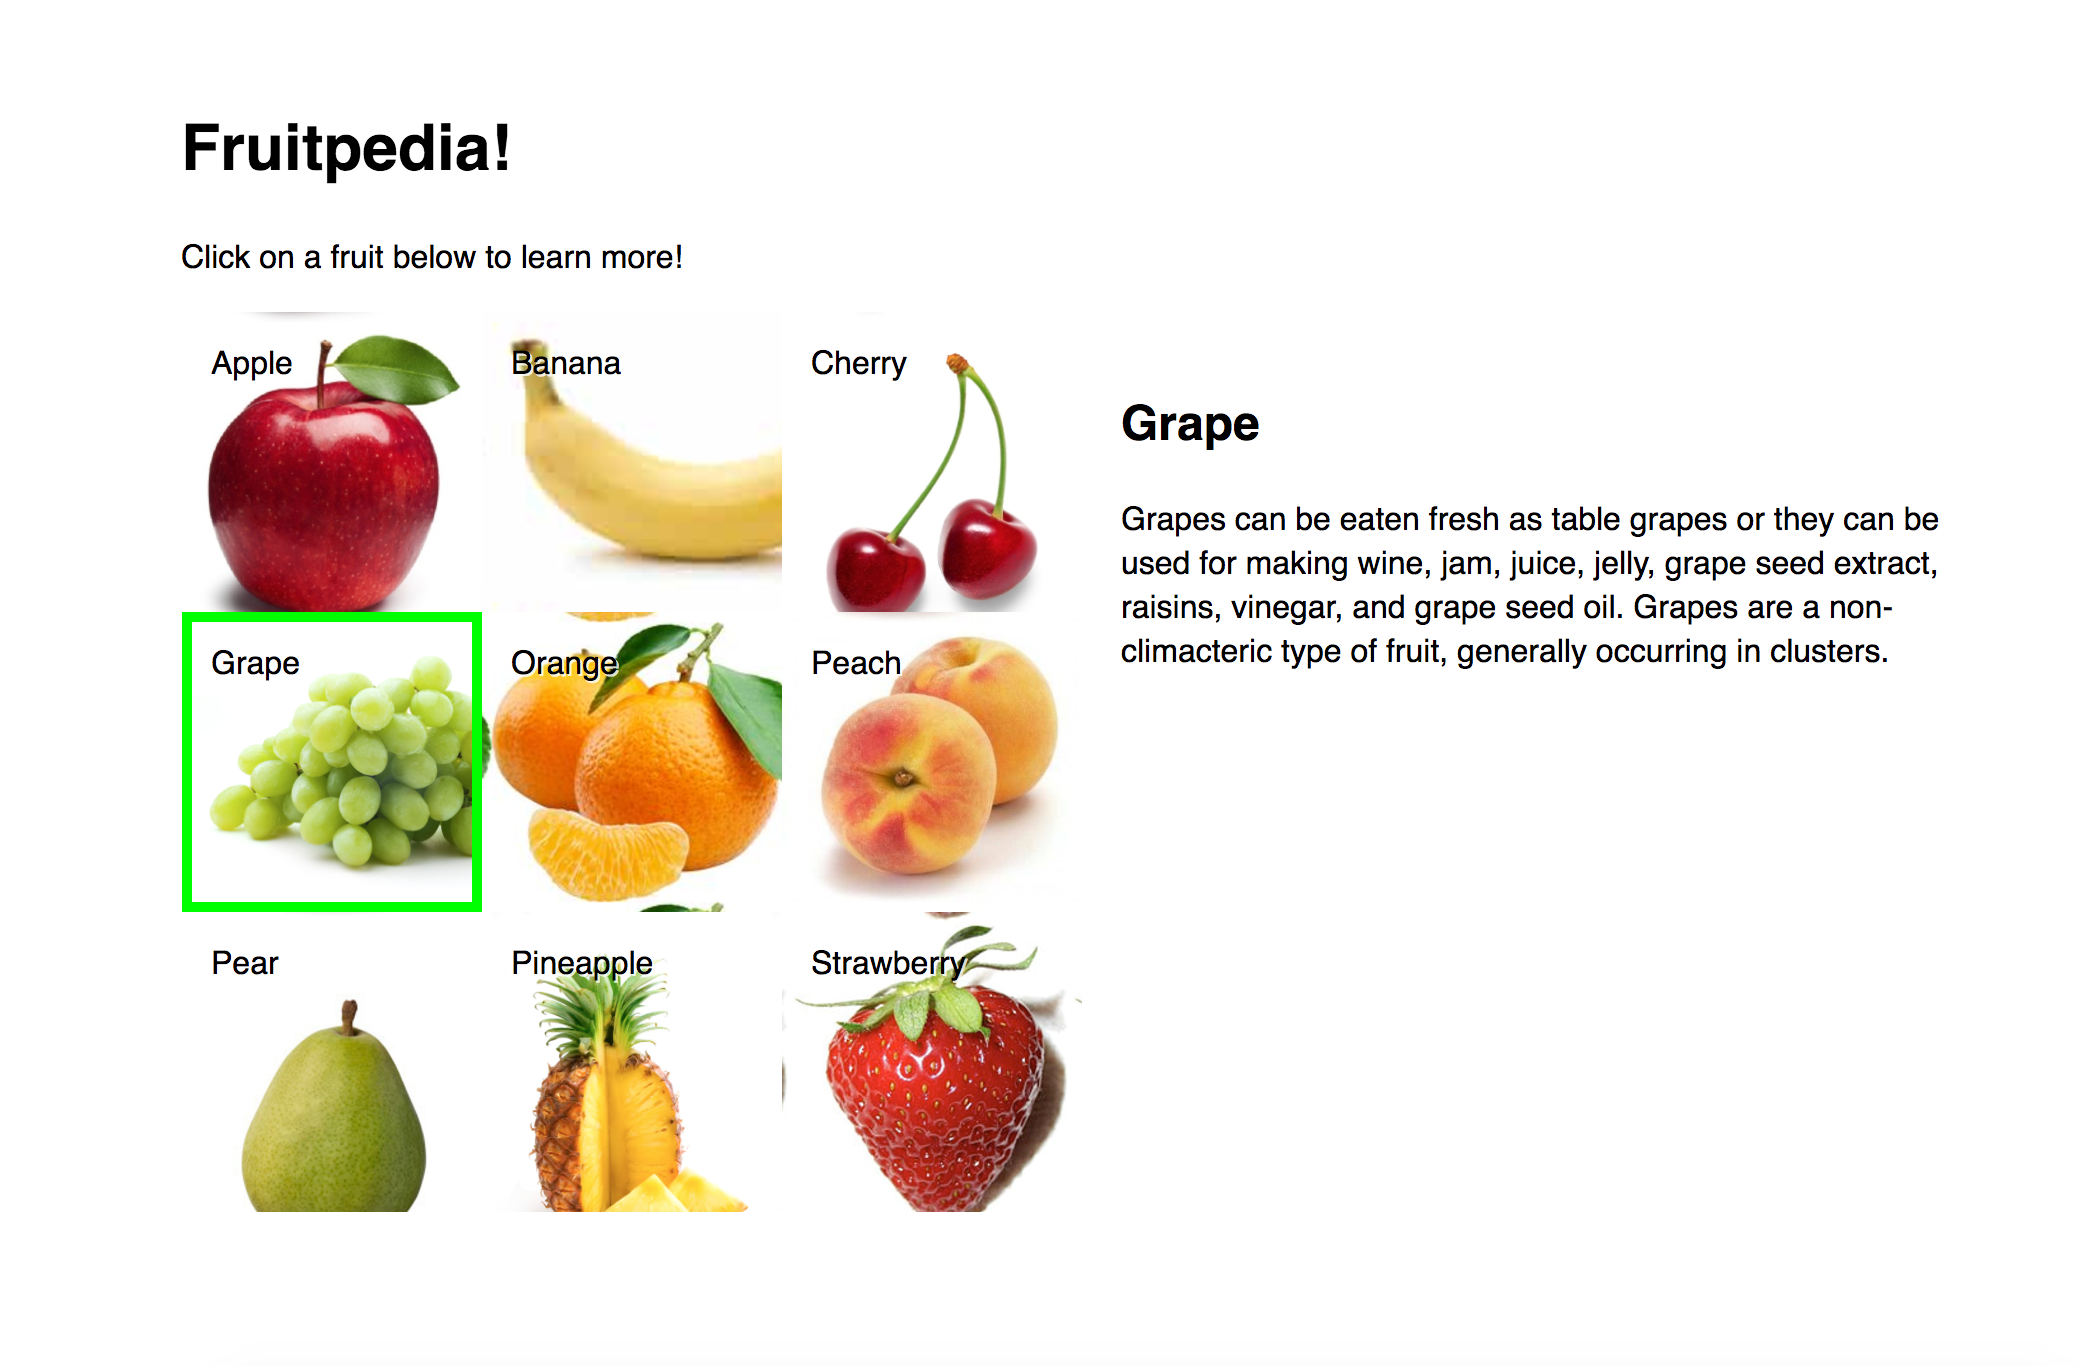 Fruitpedia!
Click on a fruit below to learn more!
Apple
Banana
Cherry
Grape
Orange
Peach
Pear
Pineapple
Strawberry
Grape
Grapes can be eaten fresh as table grapes or they can be
used for making wine, jam, juice, jelly, grape seed extract,
raisins, vinegar, and grape seed oil. Grapes are a non-
climacteric type of fruit, generally occurring in clusters.